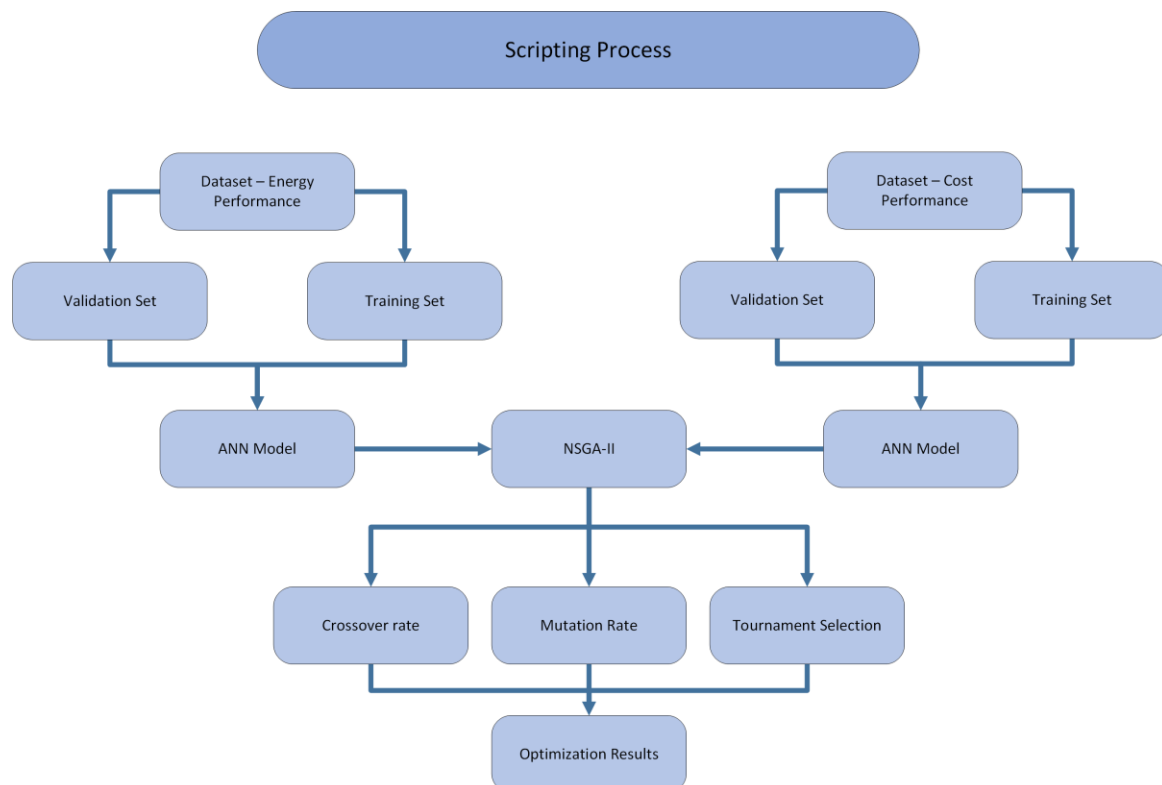 Scripting Process
Dataset – Energy
Performance
Dataset – Cost
Performance
Validation Set
Training Set
Validation Set
Training Set
ANN Model
NSGA-II
ANN Model
Crossover rate
Mutation Rate
Tournament Selection
Optimization Results